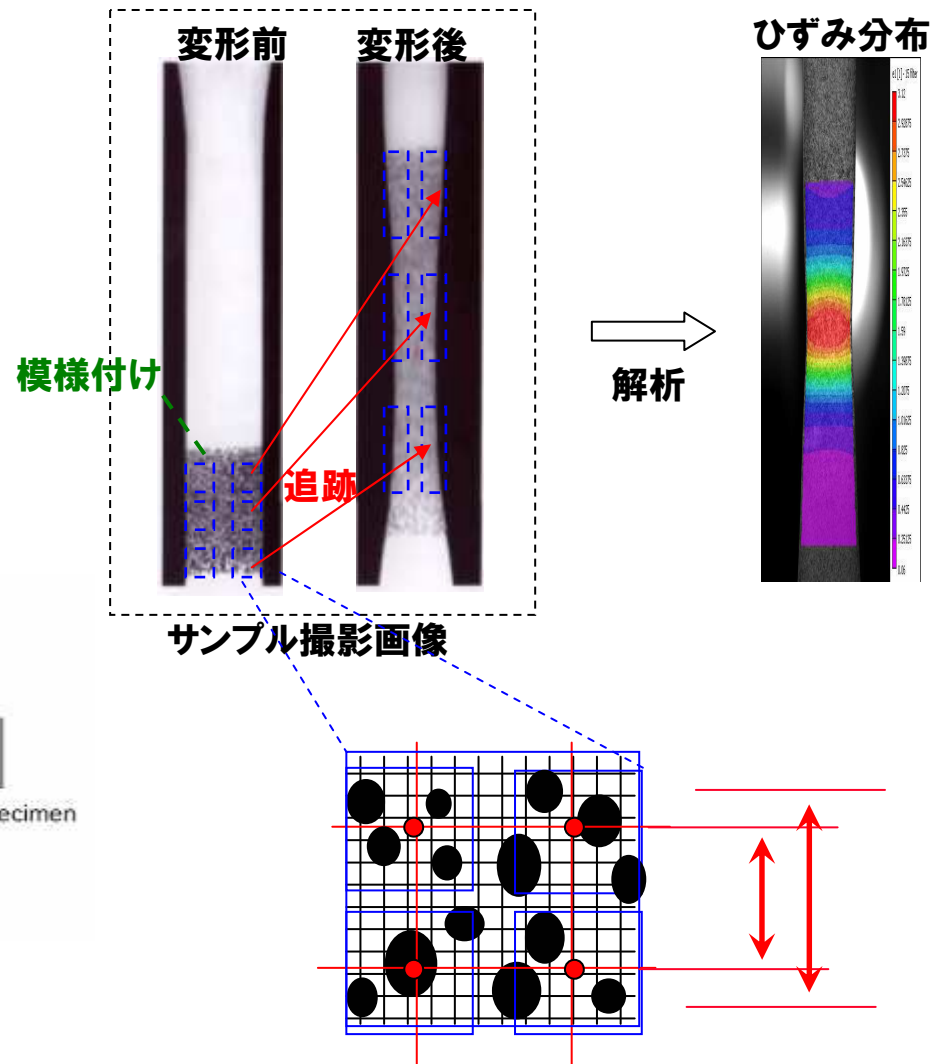 変形前
変形後
ひずみ分布
模様付け
追跡
解析
サンプル撮影画像
ecimen